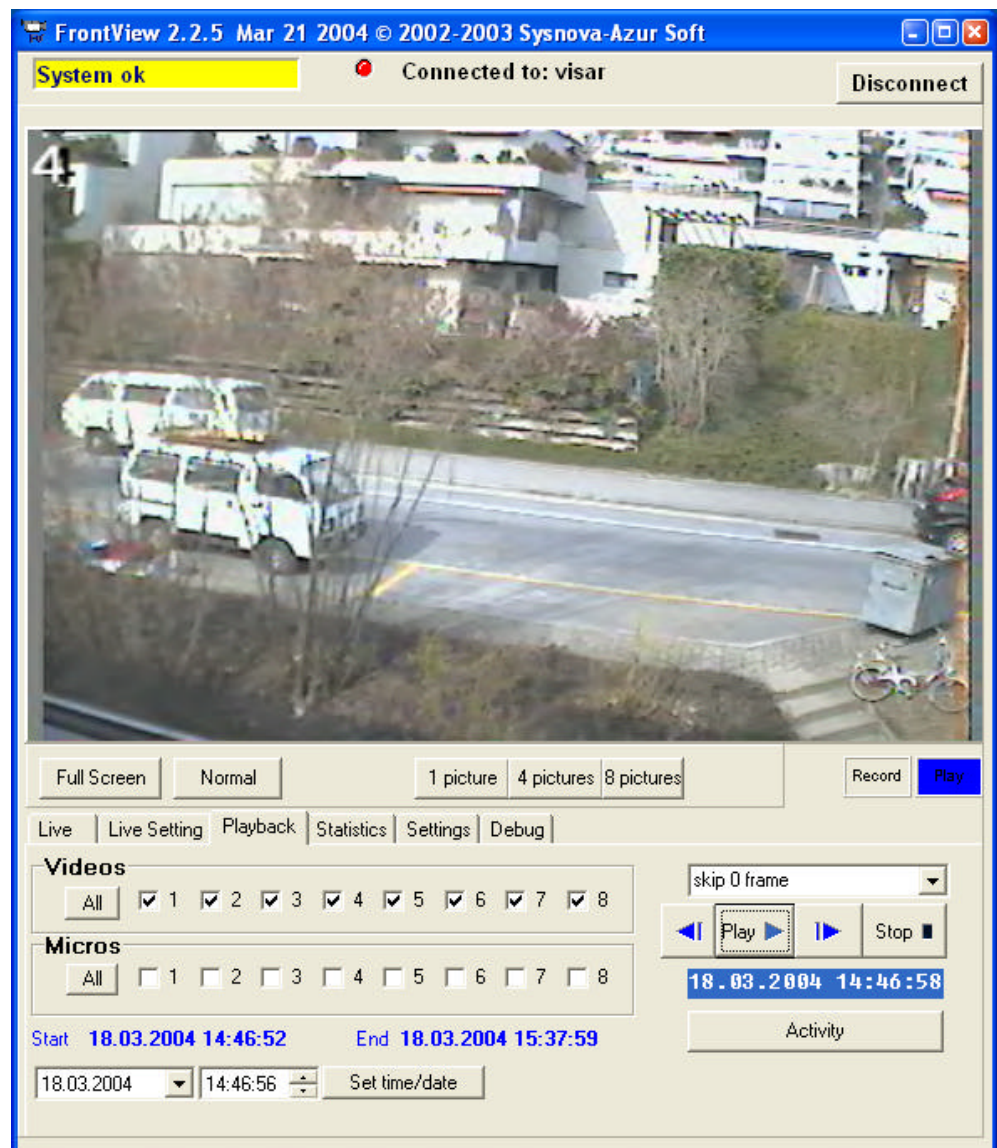 FrontView 2.2.5 Mar 21 2004 © 2002-2003 Sysnova-Azur Soft
System ok
Connected to: visar
Disconnect
4
Full Screen
Normal
1 picture
4 pictures
8 pictures
Record
Play
Live
Live Setting
Playback
Statistics
Settings
Debug
Videos
All 1 2 3 4 5 6 7 8
Micros
All 1 2 3 4 5 6 7 8
skip 0 frame
Play
Stop
18.03.2004 14:46:58
Activity
Start 18.03.2004 14:46:52 End 18.03.2004 15:37:59
18.03.2004
14:46:56
Set time/date